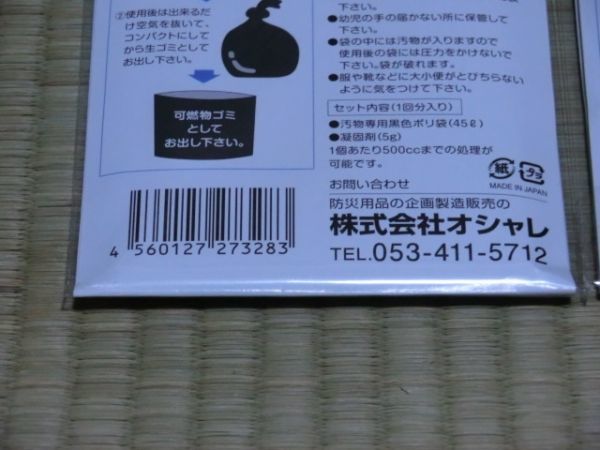 ②使用後は出来るだ
け空気を抜いて、
コンパクトにして
から生ゴミとして
お出し下さい。
可燃物ゴミ
として
お出し下さい。
下さい。
●幼児の手の届かない所に保管して
下さい。
●袋の中には汚物が入りますので
使用後の袋には圧力をかけないで
下さい。袋が破れます。
●服や靴などに大小便がとびちらない
ように気をつけて下さい。
セット内容(1回分入り)
●汚物専用黒色ポリ袋(45ℓ)
●凝固剤(5g)
1個あたり500ccまでの処理が
可能です。
紙
タコ
MADE IN JAPAN
お問い合わせ
防災用品の企画製造販売の
株式会社オシャレ
TEL.053-411-5712
4 560127 273283